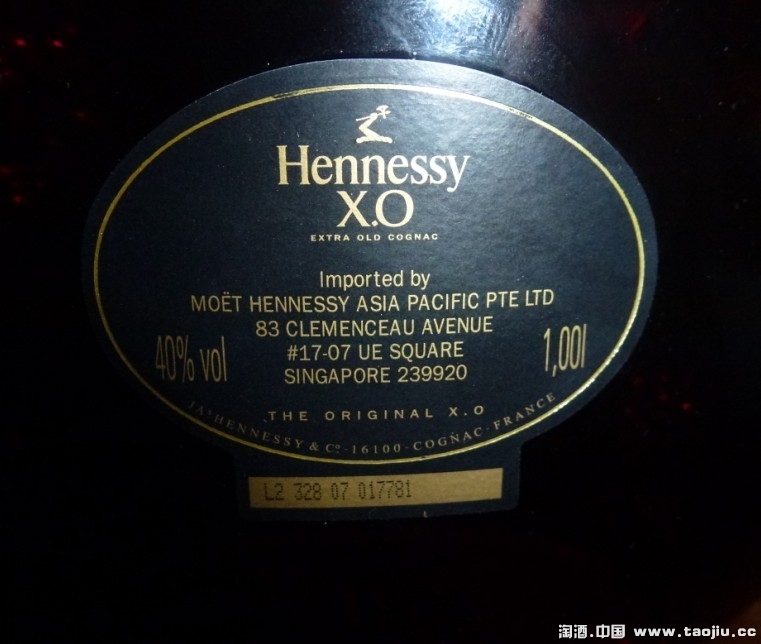 Hennessy
X.O
EXTRA OLD COGNAC
Imported by
MOËT HENNESSY ASIA PACIFIC PTE LTD
83 CLEMENCEAU AVENUE
#17-07 UE SQUARE
SINGAPORE 239920
40% vol
1,00l
THE ORIGINAL X.O
JAS HENNESSY & Cº · 16100 · COGNAC · FRANCE
L2 328 07 017781
淘酒.中国 www.taojiu.cc